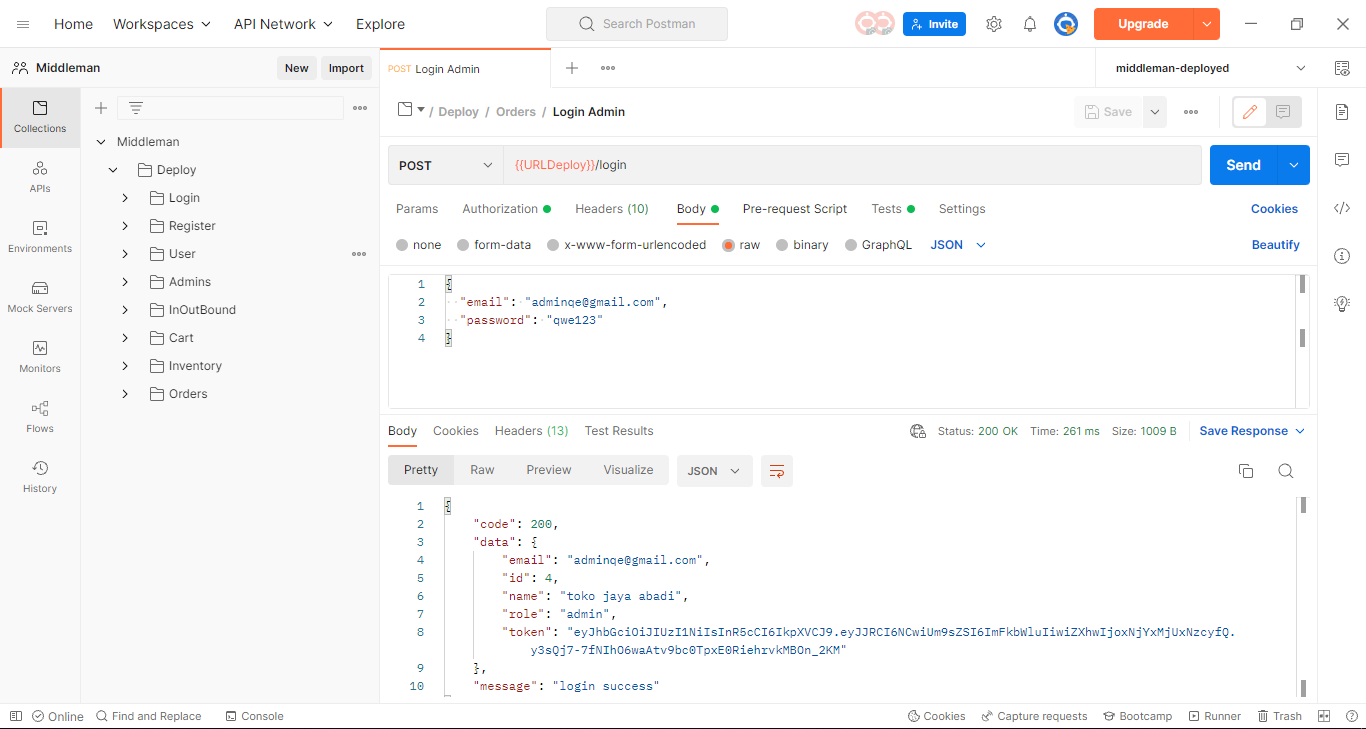 Home Workspaces API Network Explore Search Postman Invite Upgrade
Middleman New Import POST Login Admin middleman-deployed
Collections
APIs
Environments
Mock Servers
Monitors
Flows
History
Middleman
Deploy
Login
Register
User
Admins
InOutBound
Cart
Inventory
Orders
/ Deploy / Orders / Login Admin Save
POST {{URLDeploy}}/login Send
Params Authorization Headers (10) Body Pre-request Script Tests Settings Cookies
none form-data x-www-form-urlencoded raw binary GraphQL JSON Beautify
1 {
2 "email": "adminqe@gmail.com",
3 "password": "qwe123"
4 }
Body Cookies Headers (13) Test Results Status: 200 OK Time: 261 ms Size: 1009 B Save Response
Pretty Raw Preview Visualize JSON
1 {
2 "code": 200,
3 "data": {
4 "email": "adminqe@gmail.com",
5 "id": 4,
6 "name": "toko jaya abadi",
7 "role": "admin",
8 "token": "eyJhbGciOiJIUzI1NiIsInR5cCI6IkpXVCJ9.eyJJRCI6NCwiUm9sZSI6ImFkbWluIiwiZXhwIjoxNjYxMjUxNzcyfQ.
y3sQj7-7fNIhO6waAtv9bc0TpxE0RiehrvkMBOn_2KM"
9 },
10 "message": "login success"
Online Find and Replace Console Cookies Capture requests Bootcamp Runner Trash